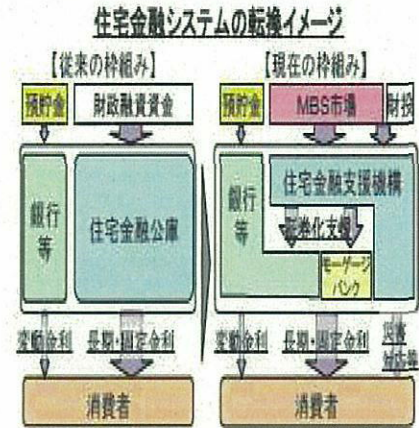 住宅金融システムの転換イメージ
【従来の枠組み】
預貯金
財政融資資金
銀行等
住宅金融公庫
変動金利
長期・固定金利
消費者
【現在の枠組み】
預貯金
MBS市場
財投
銀行等
住宅金融支援機構
証券化支援
モーゲージバンク
変動金利
長期・固定金利
災害
対応等
消費者